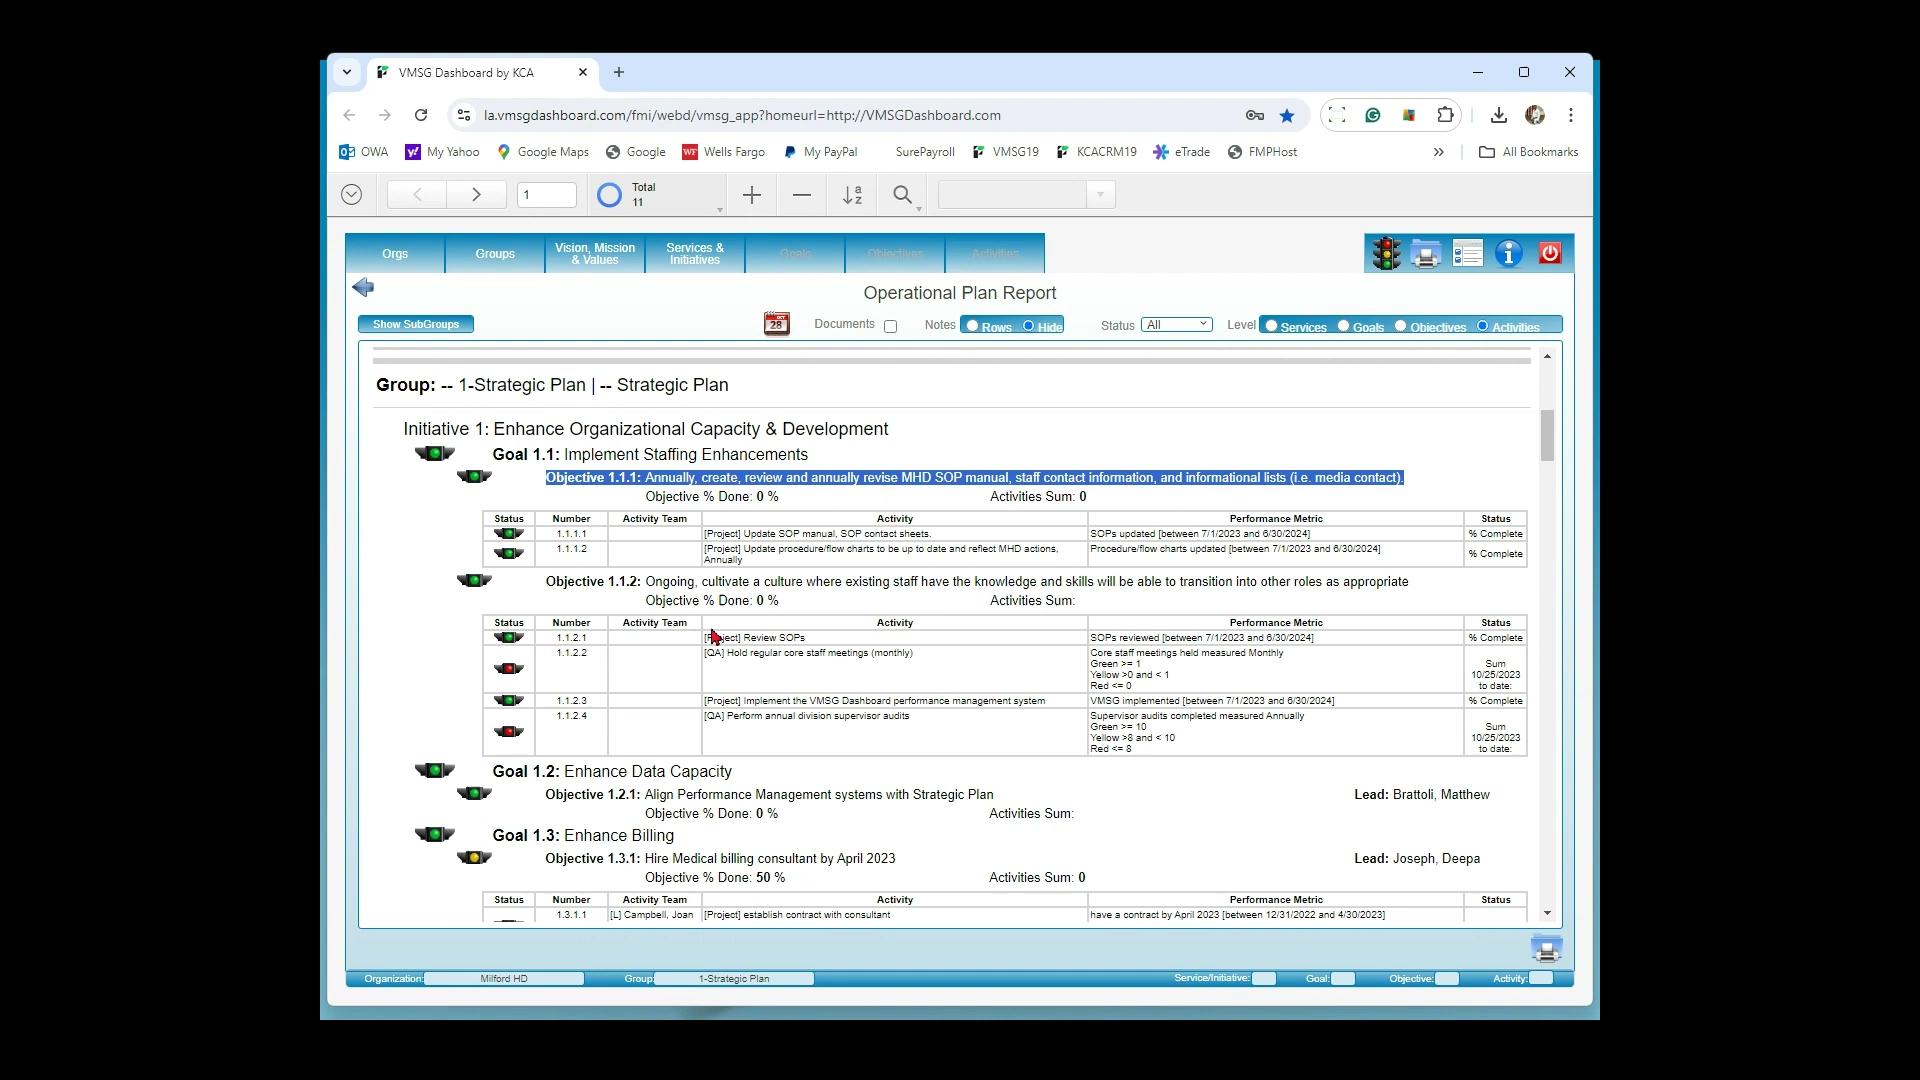 VMSG Dashboard by KCA
la.vmsgdashboard.com/fmi/webd/vmsg_app?homeurl=http://VMSGDashboard.com
OWA My Yahoo Google Maps Google Wells Fargo My PayPal SurePayroll VMSG19 KCACRM19 eTrade FMPHost » All Bookmarks
1 Total 11
Orgs Groups Vision, Mission & Values Services & Initiatives Goals Objectives Activities
Operational Plan Report
Show SubGroups 28 Documents Notes Rows Hide Status All Level Services Goals Objectives Activities
Group: -- 1-Strategic Plan | -- Strategic Plan
Initiative 1: Enhance Organizational Capacity & Development
Goal 1.1: Implement Staffing Enhancements
Objective 1.1.1: Annually, create, review and annually revise MHD SOP manual, staff contact information, and informational lists (i.e. media contact).
Objective % Done: 0 % Activities Sum: 0
Status Number Activity Team Activity Performance Metric Status
1.1.1.1 [Project] Update SOP manual, SOP contact sheets. SOPs updated [between 7/1/2023 and 6/30/2024] % Complete
1.1.1.2 [Project] Update procedure/flow charts to be up to date and reflect MHD actions, Procedure/flow charts updated [between 7/1/2023 and 6/30/2024] % Complete
Annually
Objective 1.1.2: Ongoing, cultivate a culture where existing staff have the knowledge and skills will be able to transition into other roles as appropriate
Objective % Done: 0 % Activities Sum:
Status Number Activity Team Activity Performance Metric Status
1.1.2.1 [Project] Review SOPs SOPs reviewed [between 7/1/2023 and 6/30/2024] % Complete
1.1.2.2 [QA] Hold regular core staff meetings (monthly) Core staff meetings held measured Monthly
Green >= 1 Sum
Yellow >0 and < 1 10/25/2023
Red <= 0 to date:
1.1.2.3 [Project] Implement the VMSG Dashboard performance management system VMSG implemented [between 7/1/2023 and 6/30/2024] % Complete
1.1.2.4 [QA] Perform annual division supervisor audits Supervisor audits completed measured Annually
Green >= 10 Sum
Yellow >8 and < 10 10/25/2023
Red <= 8 to date:
Goal 1.2: Enhance Data Capacity
Objective 1.2.1: Align Performance Management systems with Strategic Plan Lead: Brattoli, Matthew
Objective % Done: 0 % Activities Sum:
Goal 1.3: Enhance Billing
Objective 1.3.1: Hire Medical billing consultant by April 2023 Lead: Joseph, Deepa
Objective % Done: 50 % Activities Sum: 0
Status Number Activity Team Activity Performance Metric Status
1.3.1.1 [L] Campbell, Joan [Project] establish contract with consultant have a contract by April 2023 [between 12/31/2022 and 4/30/2023]
Organization: Milford HD Group: 1-Strategic Plan Service/Initiative: Goal: Objective: Activity: